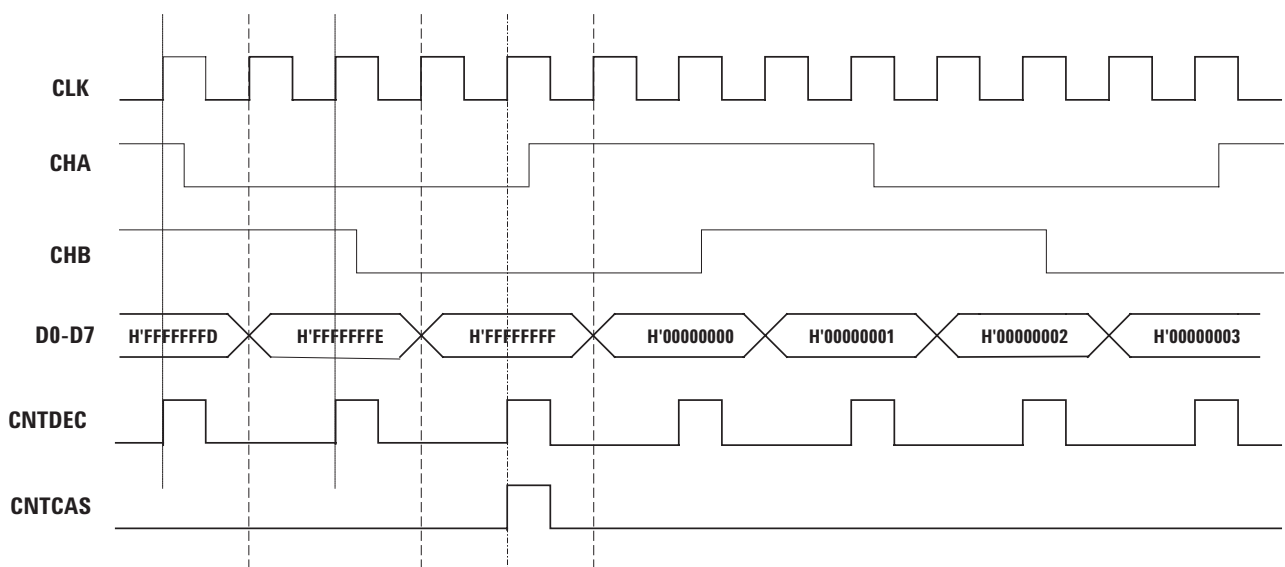 CLK
CHA
CHB
D0-D7 H'FFFFFFFD H'FFFFFFFE H'FFFFFFFF H'00000000 H'00000001 H'00000002 H'00000003
CNTDEC
CNTCAS